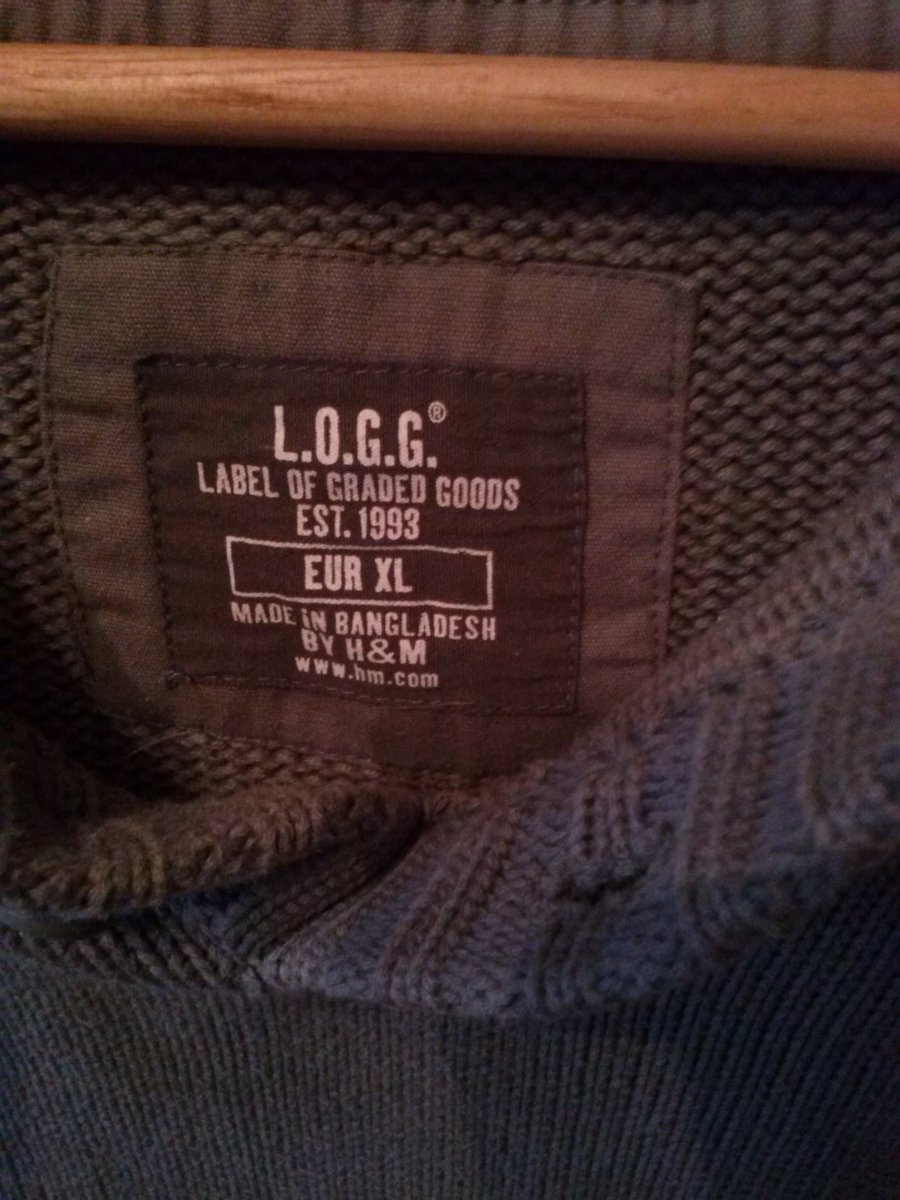 L.O.G.G.®
LABEL OF GRADED GOODS
EST. 1993
EUR XL
MADE IN BANGLADESH
BY H&M
www.hm.com